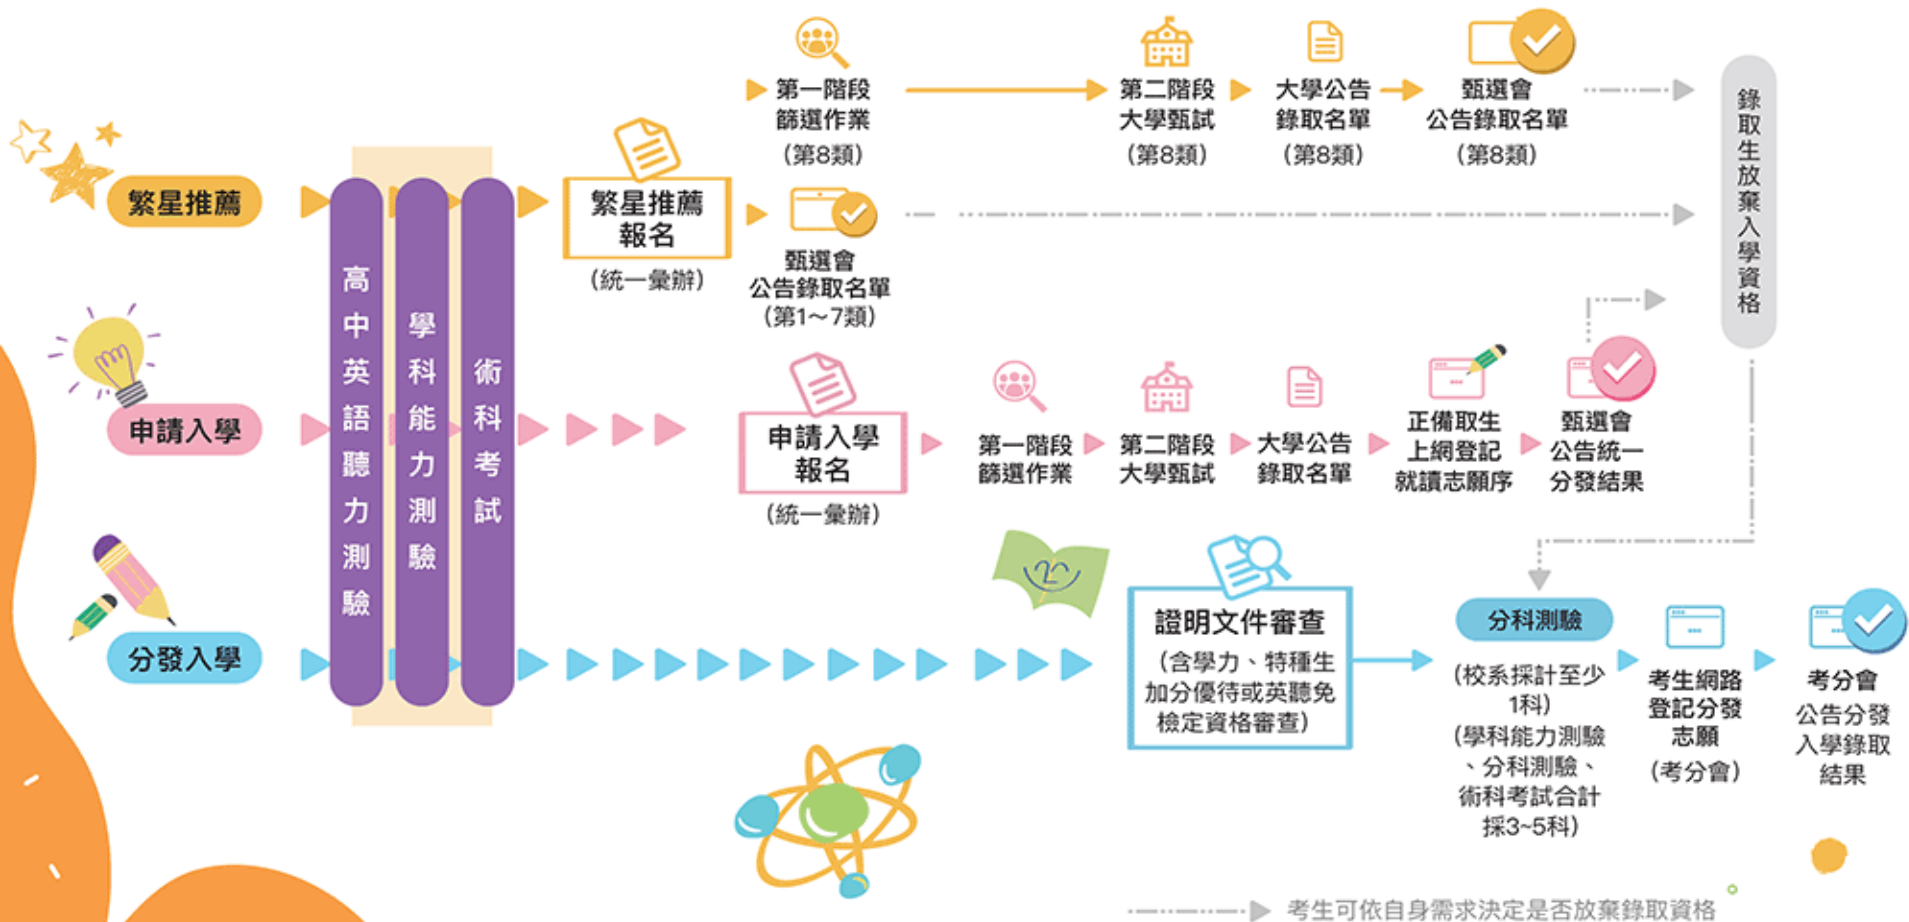 繁星推薦
申請入學
分發入學
高中英語聽力測驗
學科能力測驗
術科考試
繁星推薦
報名
(統一彙辦)
第一階段
篩選作業
(第8類)
第二階段
大學甄試
(第8類)
大學公告
錄取名單
(第8類)
甄選會
公告錄取名單
(第8類)
甄選會
公告錄取名單
(第1～7類)
錄取生放棄入學資格
申請入學
報名
(統一彙辦)
第一階段
篩選作業
第二階段
大學甄試
大學公告
錄取名單
正備取生
上網登記
就讀志願序
甄選會
公告統一
分發結果
證明文件審查
(含學力、特種生
加分優待或英聽免
檢定資格審查)
分科測驗
(校系採計至少
1科)
(學科能力測驗
、分科測驗、
術科考試合計
採3~5科)
考生網路
登記分發
志願
(考分會)
考分會
公告分發
入學錄取
結果
考生可依自身需求決定是否放棄錄取資格